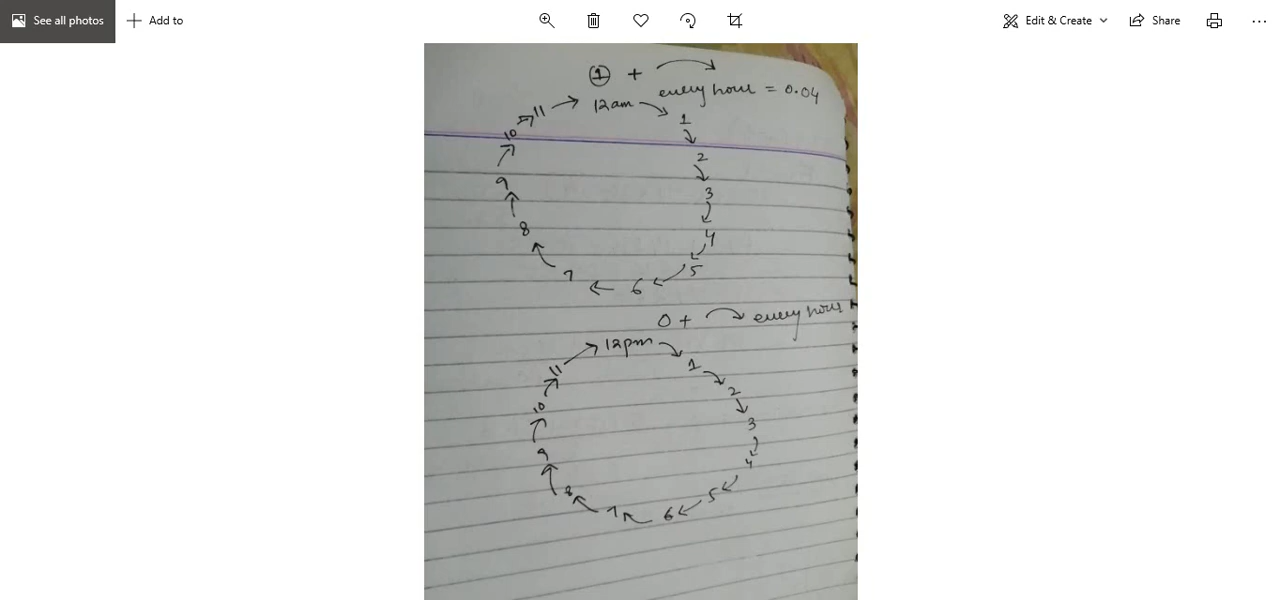 See all photos
Add to
Edit & Create
Share
1 +
every hour = 0.04
12am
1
2
3
4
5
6
7
8
9
10
11
0 + every hour
12pm
1
2
3
4
5
6
7
8
9
10
11